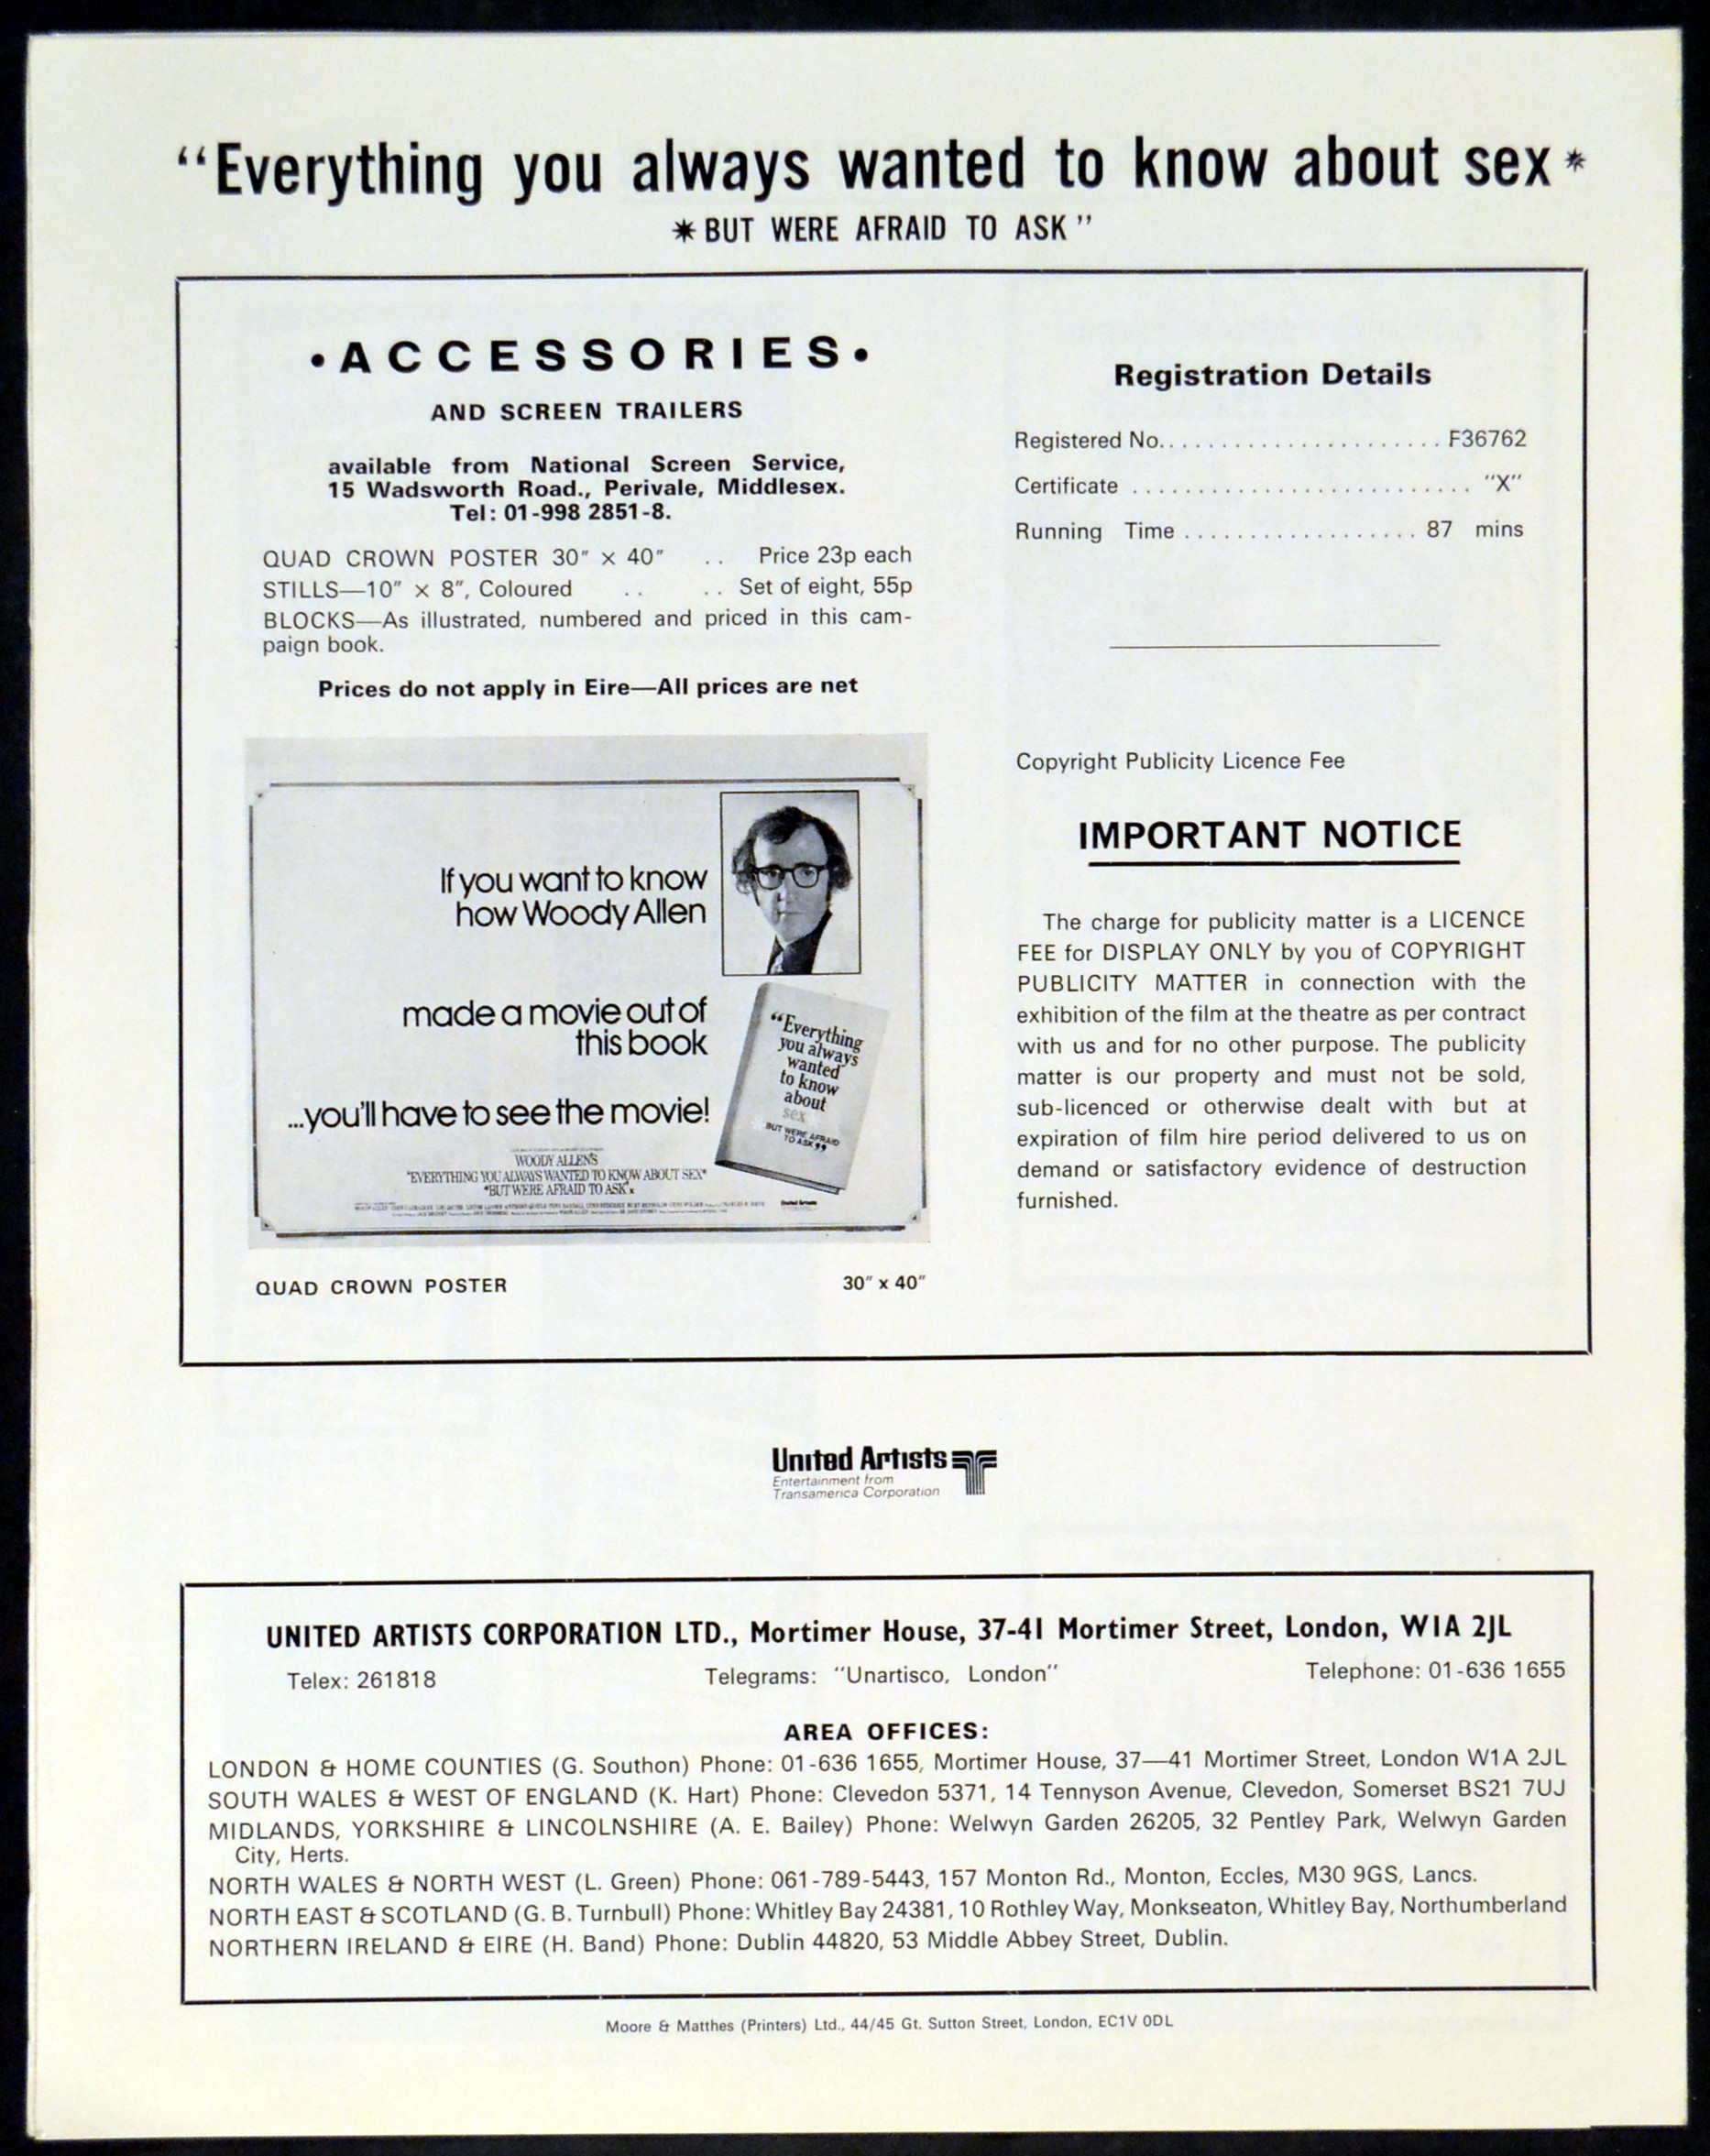 “Everything you always wanted to know about sex*
*BUT WERE AFRAID TO ASK”
•ACCESSORIES•
AND SCREEN TRAILERS
available from National Screen Service,
15 Wadsworth Road., Perivale, Middlesex.
Tel: 01-998 2851-8.
QUAD CROWN POSTER 30” × 40” .. Price 23p each
STILLS—10” × 8”, Coloured .. .. Set of eight, 55p
BLOCKS—As illustrated, numbered and priced in this cam-
paign book.
Prices do not apply in Eire—All prices are net
If you want to know
how Woody Allen
made a movie out of
this book
...you'll have to see the movie!
“Everything
you always
wanted
to know
about
sex
BUT WERE AFRAID
TO ASK”
WOODY ALLEN'S
"EVERYTHING YOU ALWAYS WANTED TO KNOW ABOUT SEX*
*BUT WERE AFRAID TO ASK"
United Artists
QUAD CROWN POSTER 30” x 40”
Registration Details
Registered No...................... F36762
Certificate .......................... “X”
Running Time .................. 87 mins
Copyright Publicity Licence Fee
IMPORTANT NOTICE
The charge for publicity matter is a LICENCE
FEE for DISPLAY ONLY by you of COPYRIGHT
PUBLICITY MATTER in connection with the
exhibition of the film at the theatre as per contract
with us and for no other purpose. The publicity
matter is our property and must not be sold,
sub-licenced or otherwise dealt with but at
expiration of film hire period delivered to us on
demand or satisfactory evidence of destruction
furnished.
United Artists
Entertainment from
Transamerica Corporation
UNITED ARTISTS CORPORATION LTD., Mortimer House, 37-41 Mortimer Street, London, W1A 2JL
Telex: 261818 Telegrams: “Unartisco, London” Telephone: 01-636 1655
AREA OFFICES:
LONDON & HOME COUNTIES (G. Southon) Phone: 01-636 1655, Mortimer House, 37—41 Mortimer Street, London W1A 2JL
SOUTH WALES & WEST OF ENGLAND (K. Hart) Phone: Clevedon 5371, 14 Tennyson Avenue, Clevedon, Somerset BS21 7UJ
MIDLANDS, YORKSHIRE & LINCOLNSHIRE (A. E. Bailey) Phone: Welwyn Garden 26205, 32 Pentley Park, Welwyn Garden
City, Herts.
NORTH WALES & NORTH WEST (L. Green) Phone: 061-789-5443, 157 Monton Rd., Monton, Eccles, M30 9GS, Lancs.
NORTH EAST & SCOTLAND (G. B. Turnbull) Phone: Whitley Bay 24381, 10 Rothley Way, Monkseaton, Whitley Bay, Northumberland
NORTHERN IRELAND & EIRE (H. Band) Phone: Dublin 44820, 53 Middle Abbey Street, Dublin.
Moore & Matthes (Printers) Ltd., 44/45 Gt. Sutton Street, London, EC1V 0DL